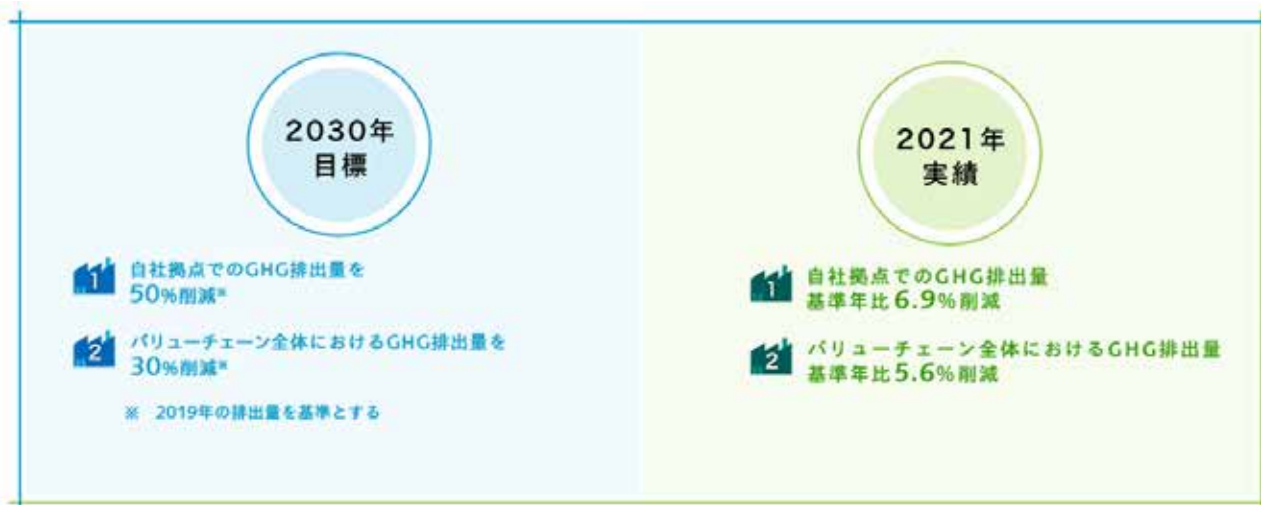 2030年
目標
1 自社拠点でのGHG排出量を
50%削減※
2 バリューチェーン全体におけるGHG排出量を
30%削減※
※ 2019年の排出量を基準とする
2021年
実績
1 自社拠点でのGHG排出量
基準年比6.9%削減
2 バリューチェーン全体におけるGHG排出量
基準年比5.6%削減